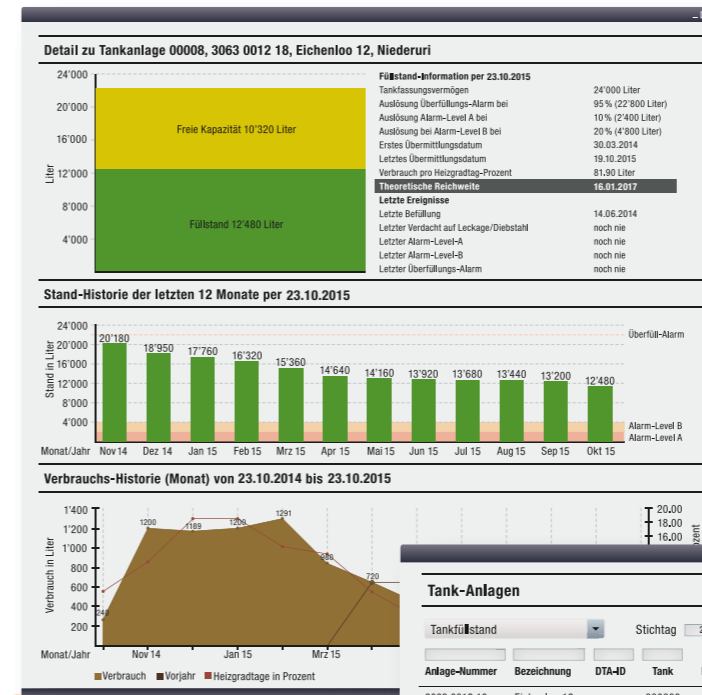 Detail zu Tankanlage 00008, 3063 0012 18, Eichenloo 12, Niederuri
24'000
20'000
16'000
12'000
8'000
4'000
Liter
Freie Kapazität 10'320 Liter
Füllstand 12'480 Liter
Füllstand-Information per 23.10.2015
Tankfassungsvermögen 24'000 Liter
Auslösung Überfüllungs-Alarm bei 95% (22'800 Liter)
Auslösung Alarm-Level A bei 10% (2'400 Liter)
Auslösung bei Alarm-Level B bei 20% (4'800 Liter)
Erstes Übermittlungsdatum 30.03.2014
Letztes Übermittlungsdatum 19.10.2015
Verbrauch pro Heizgradtag-Prozent 81.90 Liter
Theoretische Reichweite 16.01.2017
Letzte Ereignisse
Letzte Befüllung 14.06.2014
Letzter Verdacht auf Leckage/Diebstahl noch nie
Letzter Alarm-Level-A noch nie
Letzter Alarm-Level-B noch nie
Letzter Überfüllungs-Alarm noch nie
Stand-Historie der letzten 12 Monate per 23.10.2015
24'000
20'000
16'000
12'000
8'000
4'000
Stand in Liter
20'180 18'950 17'760 16'320 15'360 14'640 14'160 13'920 13'680 13'440 13'200 12'480
Überfüll-Alarm
Alarm-Level B
Alarm-Level A
Monat/Jahr Nov 14 Dez 14 Jan 15 Feb 15 Mrz 15 Apr 15 Mai 15 Jun 15 Jul 15 Aug 15 Sep 15 Okt 15
Verbrauchs-Historie (Monat) von 23.10.2014 bis 23.10.2015
1'400
1'200
1'000
800
600
400
200
Verbrauch in Liter
240 1200 1169 1200 1291 980 720
20.00
18.00
16.00
Monat/Jahr Nov 14 Jan 15 Mrz 15
Verbrauch Vorjahr Heizgradtage in Prozent
Tank-Anlagen
Tankfüllstand Stichtag
Anlage-Nummer Bezeichnung DTA-ID Tank